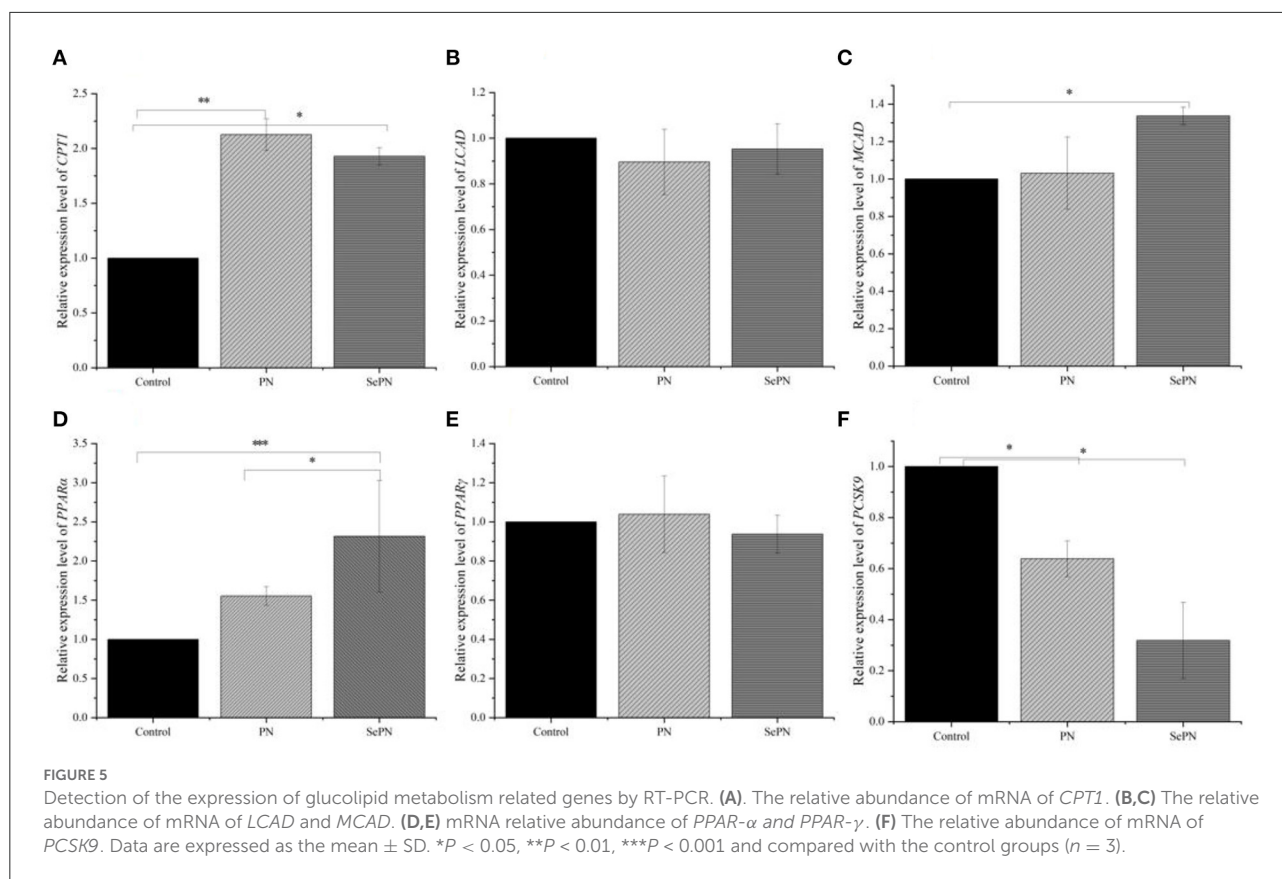 A
Relative expression level of CPT1
2.5
2.0
1.5
1.0
0.5
0.0
**
*
Control PN SePN
B
Relative expression level of LCAD
1.2
1.0
0.8
0.6
0.4
0.2
0.0
Control PN SePN
C
Relative expression level of MCAD
1.4
1.2
1.0
0.8
0.6
0.4
0.2
0.0
*
Control PN SePN
D
Relative expression level of PPARα
3.5
3.0
2.5
2.0
1.5
1.0
0.5
0.0
***
*
Control PN SePN
E
Relative expression level of PPARγ
1.4
1.2
1.0
0.8
0.6
0.4
0.2
0.0
Control PN SePN
F
Relative expression level of PCSK9
1.0
0.8
0.6
0.4
0.2
0.0
*
*
Control PN SePN
FIGURE 5
Detection of the expression of glucolipid metabolism related genes by RT-PCR. (A). The relative abundance of mRNA of CPT1. (B,C) The relative
abundance of mRNA of LCAD and MCAD. (D,E) mRNA relative abundance of PPAR-α and PPAR-γ. (F) The relative abundance of mRNA of
PCSK9. Data are expressed as the mean ± SD. *P < 0.05, **P < 0.01, ***P < 0.001 and compared with the control groups (n = 3).